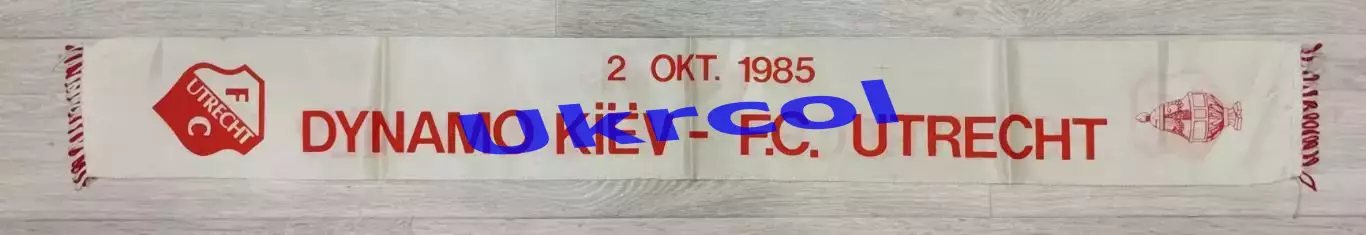 2 OKT. 1985
F
UTRECHT
C
DYNAMO KIËV - F.C. UTRECHT
Ukrcol